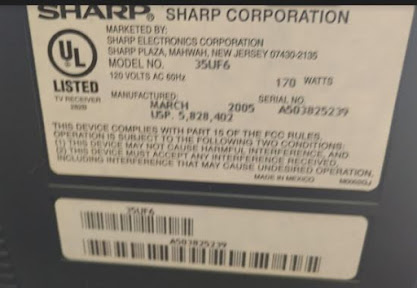 SHARP® SHARP CORPORATION
MARKETED BY:
SHARP ELECTRONICS CORPORATION
SHARP PLAZA, MAHWAH, NEW JERSEY 07430-2135
MODEL NO. 35UF6
120 VOLTS AC 60Hz 170 WATTS
UL
LISTED
TV RECEIVER
MANUFACTURED: SERIAL NO.
MARCH 2005 A503825239
USP. 5,828,402
THIS DEVICE COMPLIES WITH PART 15 OF THE FCC RULES.
OPERATION IS SUBJECT TO THE FOLLOWING TWO CONDITIONS:
(1) THIS DEVICE MAY NOT CAUSE HARMFUL INTERFERENCE, AND
(2) THIS DEVICE MUST ACCEPT ANY INTERFERENCE RECEIVED,
INCLUDING INTERFERENCE THAT MAY CAUSE UNDESIRED OPERATION.
MADE IN MEXICO
35UF6
A503825239